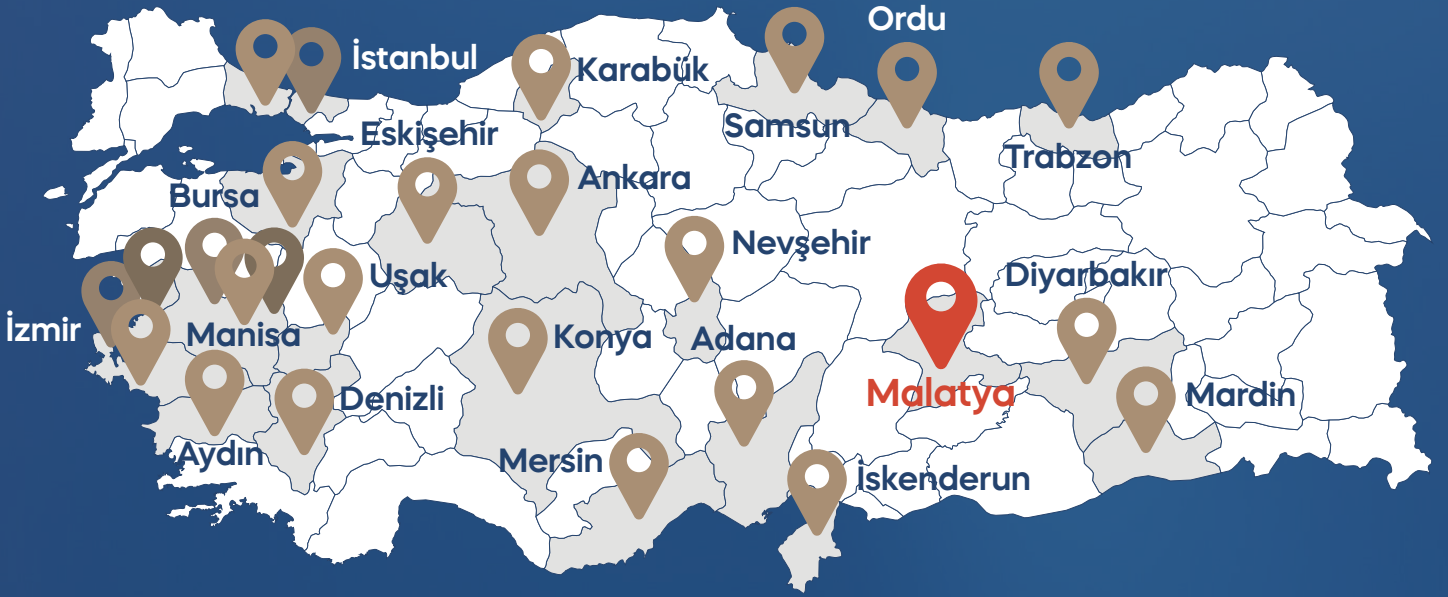 Ordu
İstanbul
Karabük
Samsun
Eskişehir
Trabzon
Ankara
Bursa
Nevşehir
Uşak
Diyarbakır
İzmir
Manisa
Konya
Adana
Malatya
Mardin
Denizli
Aydın
Mersin
İskenderun